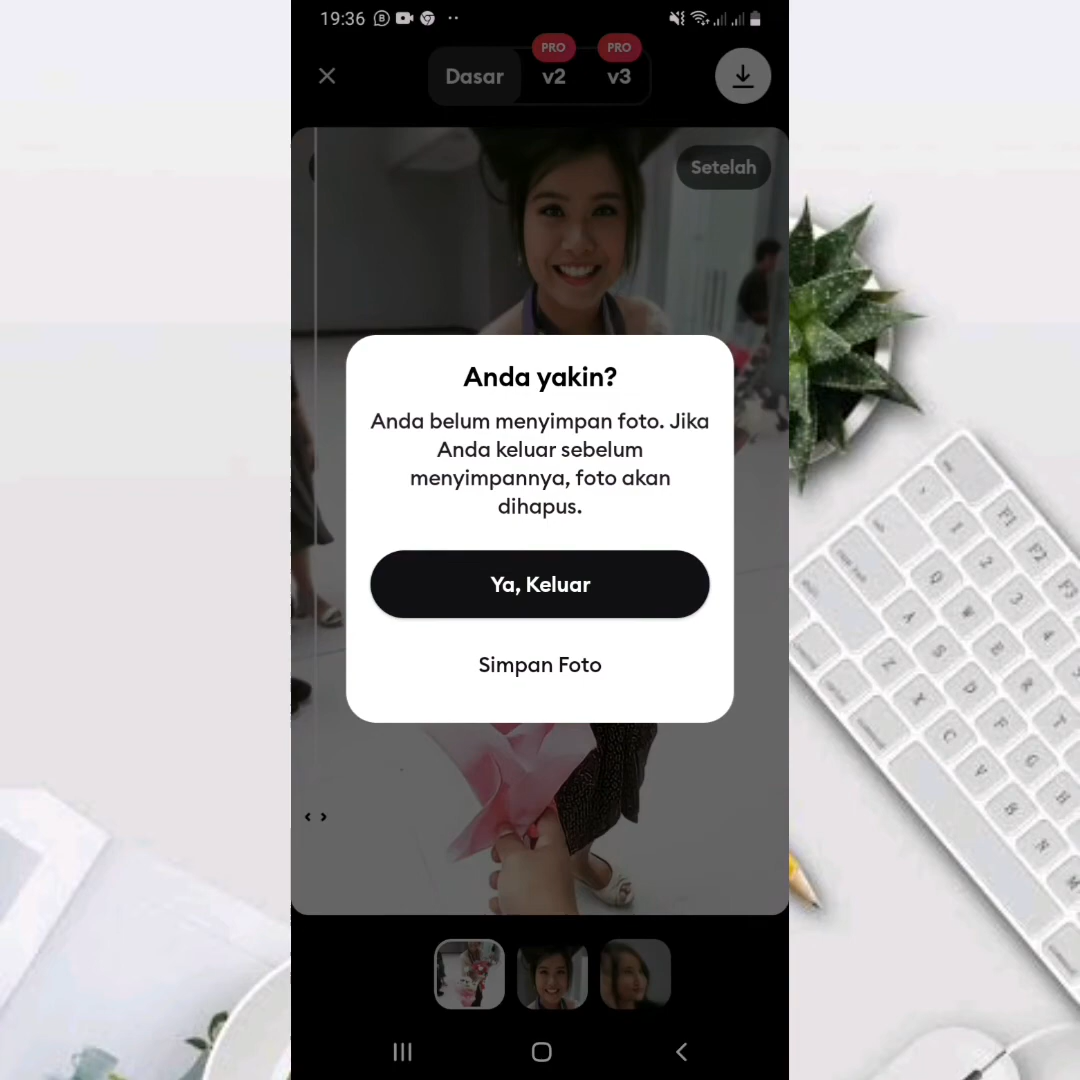 19:36
PRO PRO
Dasar v2 v3
Setelah
Anda yakin?
Anda belum menyimpan foto. Jika
Anda keluar sebelum
menyimpannya, foto akan
dihapus.
Ya, Keluar
Simpan Foto